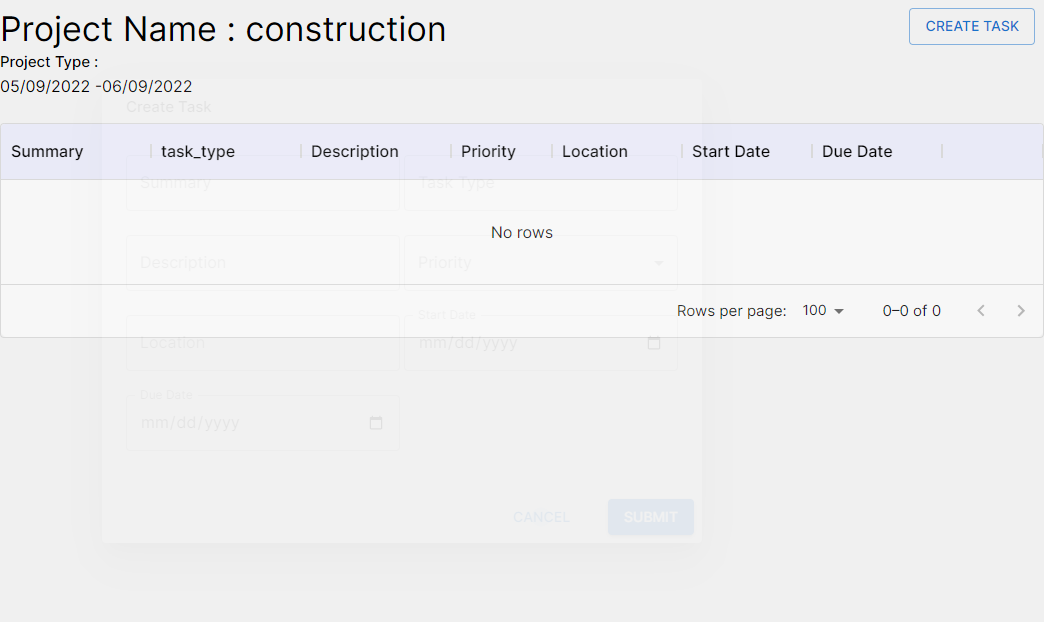 Project Name : construction
CREATE TASK
Project Type :
05/09/2022 -06/09/2022
Create Task
Summary task_type Description Priority Location Start Date Due Date
Summary Task Type
No rows
Description Priority
Rows per page: 100 0–0 of 0
Start Date
Location mm/dd/yyyy
Due Date
mm/dd/yyyy
CANCEL SUBMIT